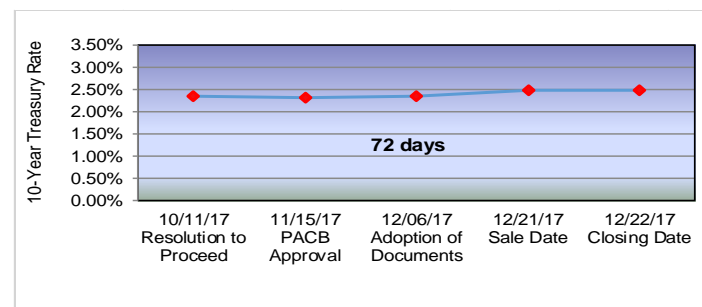 10-Year Treasury Rate
3.50%
3.00%
2.50%
2.00%
1.50%
1.00%
0.50%
0.00%
72 days
10/11/17 11/15/17 12/06/17 12/21/17 12/22/17
Resolution to PACB Adoption of Sale Date Closing Date
Proceed Approval Documents